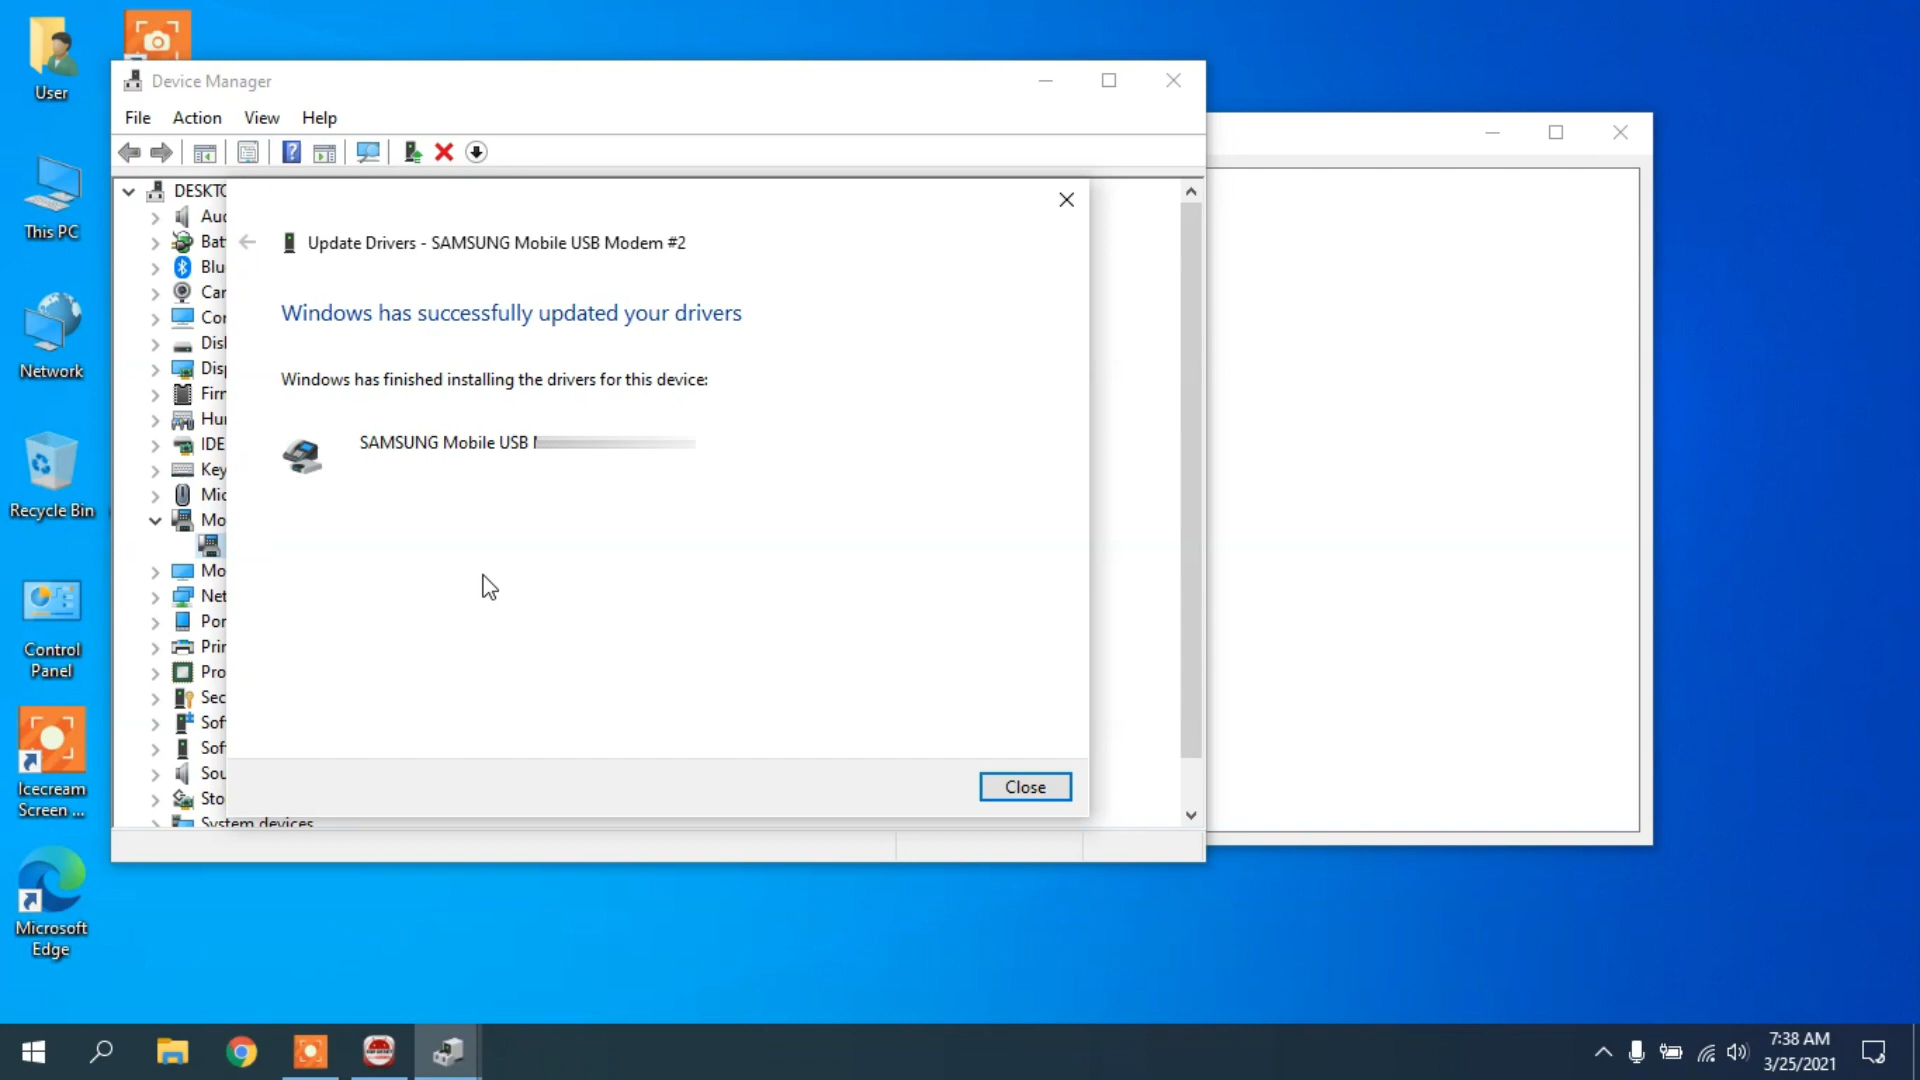 User
This PC
Network
Recycle Bin
Control
Panel
Icecream
Screen ...
Microsoft
Edge
Device Manager
File Action View Help
DESKTO
Aud
Bat
Blu
Car
Cor
Disl
Disp
Firr
Hur
IDE
Key
Mic
Mo
Mo
Net
Por
Prir
Pro
Sec
Sof
Sof
Sou
Sto
System devices
Update Drivers - SAMSUNG Mobile USB Modem #2
Windows has successfully updated your drivers
Windows has finished installing the drivers for this device:
SAMSUNG Mobile USB
Close
7:38 AM
3/25/2021